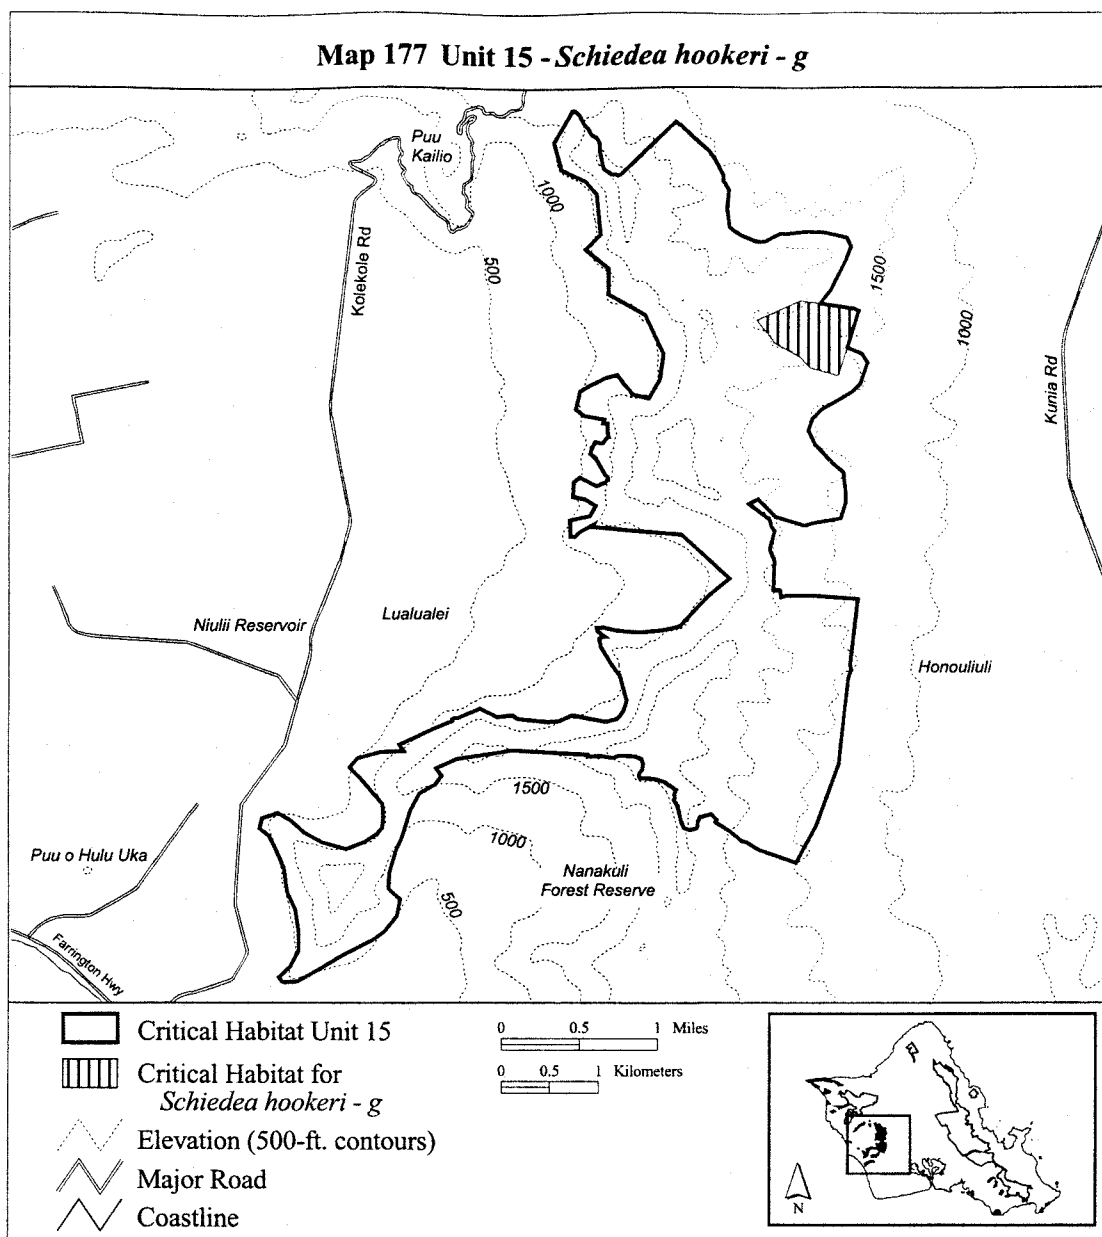 Map 177 Unit 15 - Schiedea hookeri - g
Puu
Kailio
1000
Kolekole Rd
500
1500
1000
Kunia Rd
Niulii Reservoir
Lualualei
Honouliuli
1500
1000
Puu o Hulu Uka
Nanakuli
Forest Reserve
500
Farrington Hwy
Critical Habitat Unit 15
Critical Habitat for
Schiedea hookeri - g
Elevation (500-ft. contours)
Major Road
Coastline
0 0.5 1 Miles
0 0.5 1 Kilometers
N